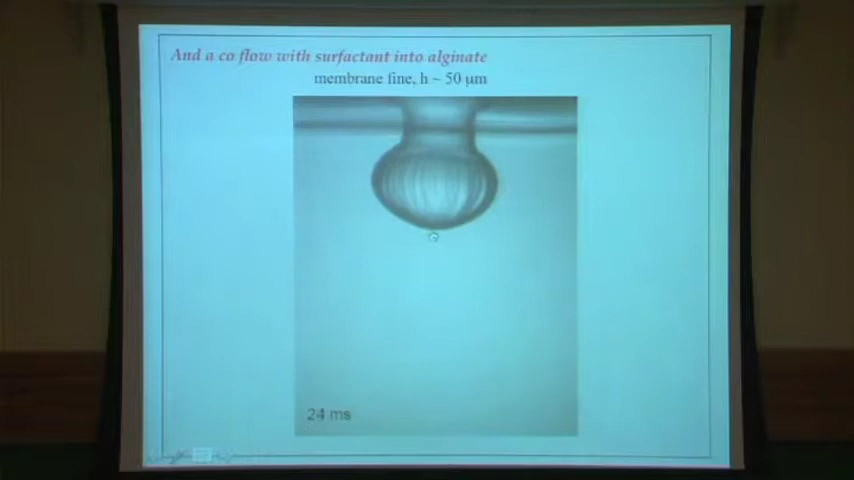 And a co flow with surfactant into alginate
membrane fine, h ~ 50 µm
24 ms